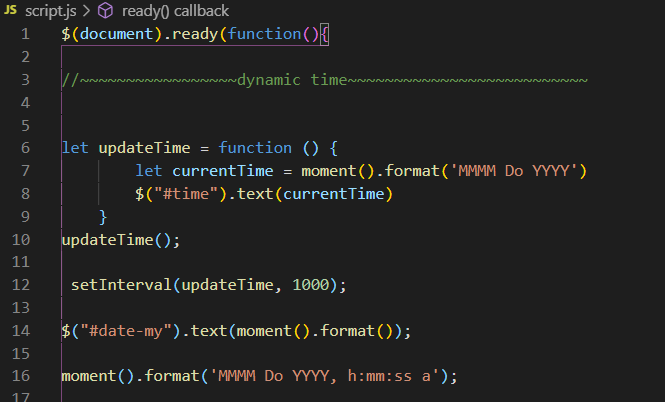 JS script.js > ready() callback
1 $(document).ready(function(){
2
3 //~~~~~~~~~~~~~~~~~dynamic time~~~~~~~~~~~~~~~~~~~~~~~~~~
4
5
6 let updateTime = function () {
7         let currentTime = moment().format('MMMM Do YYYY')
8         $("#time").text(currentTime)
9     }
10 updateTime();
11
12  setInterval(updateTime, 1000);
13
14 $("#date-my").text(moment().format());
15
16 moment().format('MMMM Do YYYY, h:mm:ss a');
17